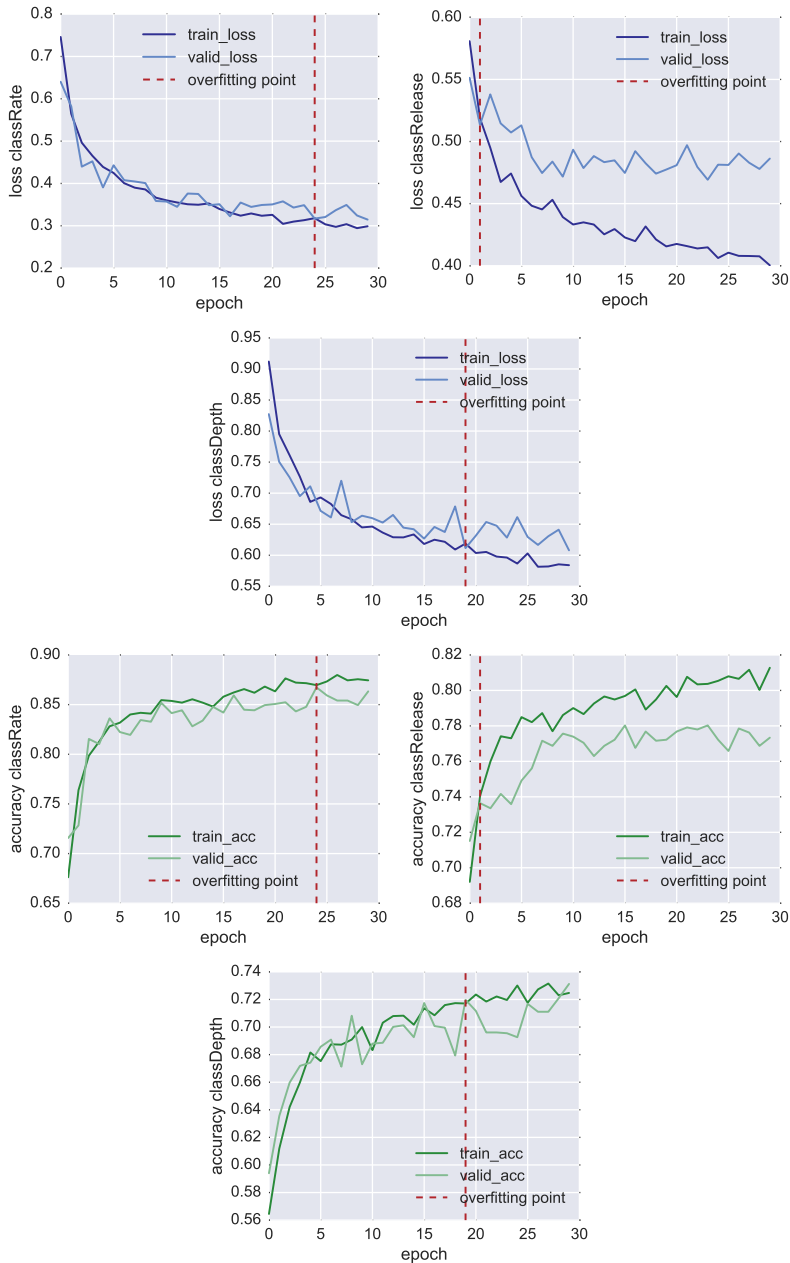 0.8
0.7
0.6
0.5
0.4
0.3
0.2
loss classRate
train_loss
valid_loss
overfitting point
0 5 10 15 20 25 30
epoch
0.60
0.55
0.50
0.45
0.40
loss classRelease
train_loss
valid_loss
overfitting point
0 5 10 15 20 25 30
epoch
0.95
0.90
0.85
0.80
0.75
0.70
0.65
0.60
0.55
loss classDepth
train_loss
valid_loss
overfitting point
0 5 10 15 20 25 30
epoch
0.90
0.85
0.80
0.75
0.70
0.65
accuracy classRate
train_acc
valid_acc
overfitting point
0 5 10 15 20 25 30
epoch
0.82
0.80
0.78
0.76
0.74
0.72
0.70
0.68
accuracy classRelease
train_acc
valid_acc
overfitting point
0 5 10 15 20 25 30
epoch
0.74
0.72
0.70
0.68
0.66
0.64
0.62
0.60
0.58
0.56
accuracy classDepth
train_acc
valid_acc
overfitting point
0 5 10 15 20 25 30
epoch